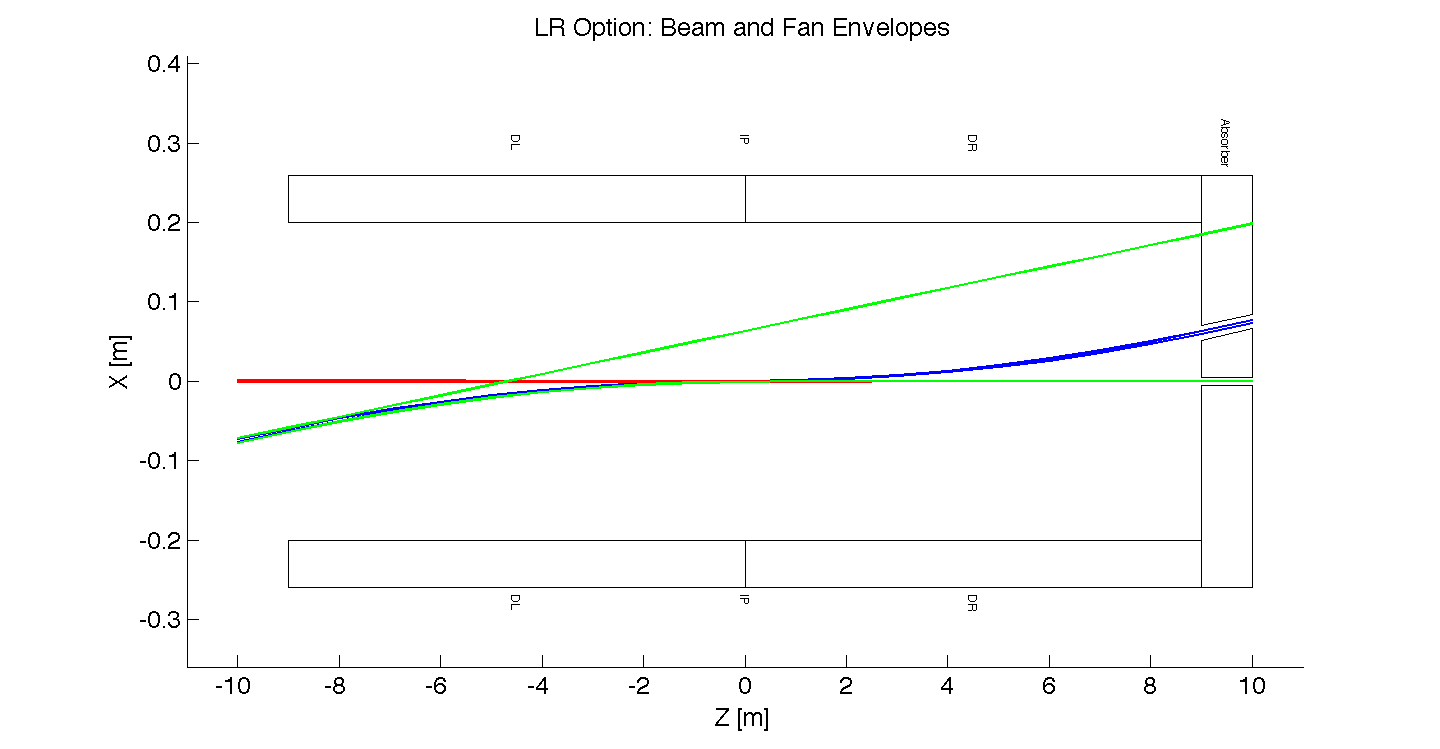 LR Option: Beam and Fan Envelopes
0.4
0.3
0.2
0.1
0
-0.1
-0.2
-0.3
X [m]
DL
IP
DR
Absorber
DL
IP
DR
-10
-8
-6
-4
-2
0
2
4
6
8
10
Z [m]